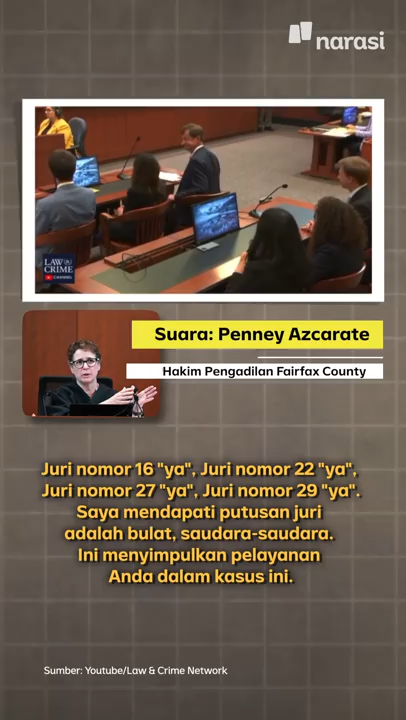 narasi
LAW
& CRIME
CHANNEL
Suara: Penney Azcarate
Hakim Pengadilan Fairfax County
Juri nomor 16 "ya", Juri nomor 22 "ya",
Juri nomor 27 "ya", Juri nomor 29 "ya".
Saya mendapati putusan juri
adalah bulat, saudara-saudara.
Ini menyimpulkan pelayanan
Anda dalam kasus ini.
Sumber: Youtube/Law & Crime Network